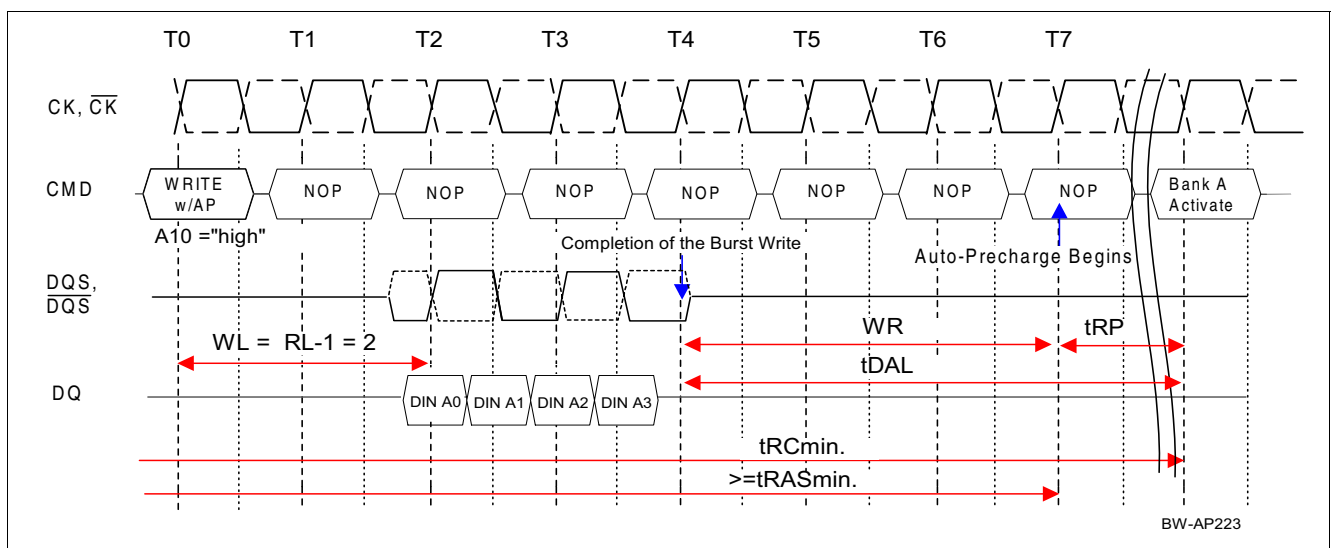 T0 T1 T2 T3 T4 T5 T6 T7
CK, CK
CMD
WRITE w/AP
NOP
NOP
NOP
NOP
NOP
NOP
NOP
Bank A Activate
A10 ="high"
Completion of the Burst Write
Auto-Precharge Begins
DQS,
DQS
WL = RL-1 = 2
WR
tRP
tDAL
DQ
DIN A0 DIN A1 DIN A2 DIN A3
tRCmin.
>=tRASmin.
BW-AP223